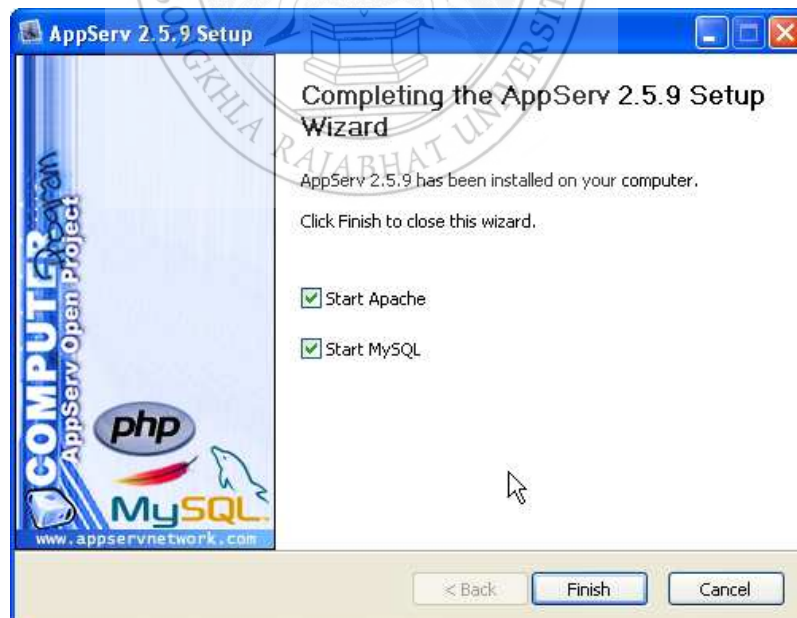 AppServ 2.5.9 Setup
Completing the AppServ 2.5.9 Setup
Wizard
AppServ 2.5.9 has been installed on your computer.
Click Finish to close this wizard.
Start Apache
Start MySQL
COMPUTER
program
AppServ Open Project
php
MySQL
www.appservnetwork.com
< Back
Finish
Cancel
RAJABHAT